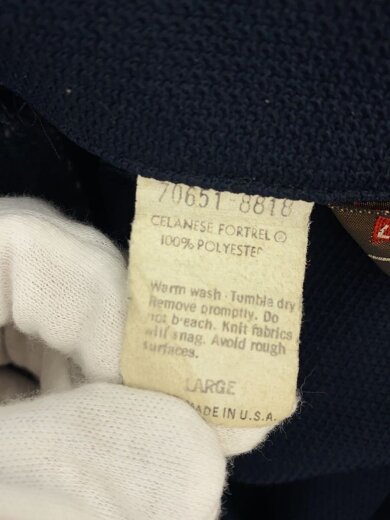 70651-8818
CELANESE FORTREL ®
100% POLYESTER
Warm wash - Tumble dry
Remove promptly. Do
not bleach. Knit fabrics
will snag. Avoid rough
surfaces.
LARGE
MADE IN U.S.A.
L